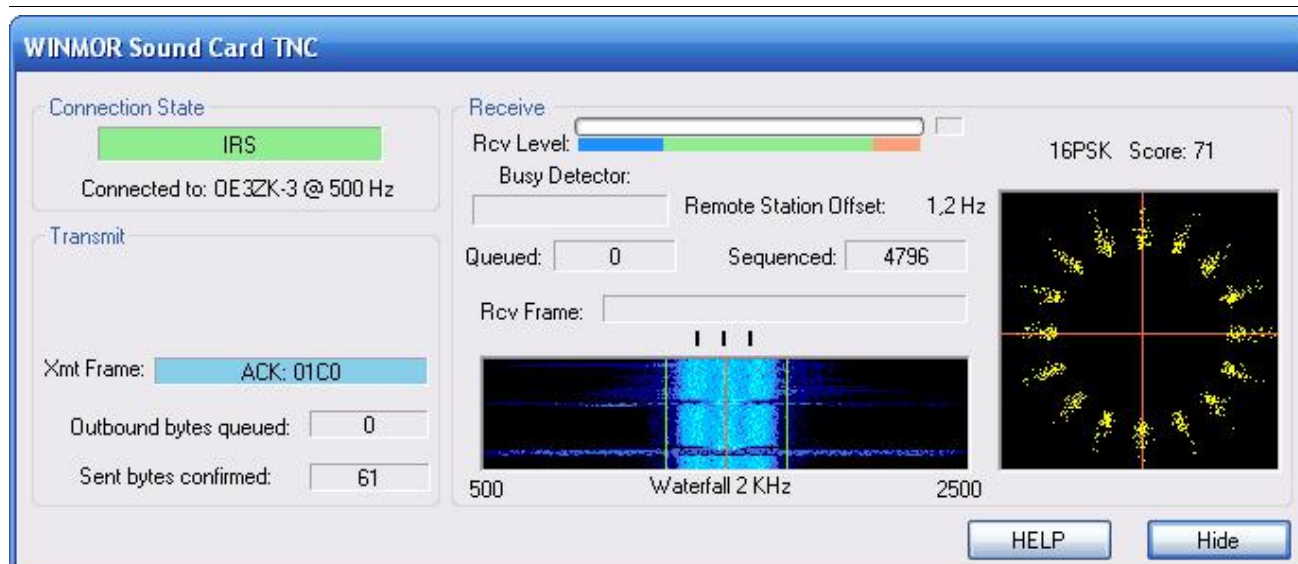 WINMOR Sound Card TNC
Connection State
IRS
Connected to: OE3ZK-3 @ 500 Hz
Transmit
Xmt Frame: ACK: 01C0
Outbound bytes queued: 0
Sent bytes confirmed: 61
Receive
Rcv Level:
Busy Detector:
Remote Station Offset: 1,2 Hz
Queued: 0 Sequenced: 4796
Rcv Frame:
500 Waterfall 2 KHz 2500
16PSK Score: 71
HELP Hide